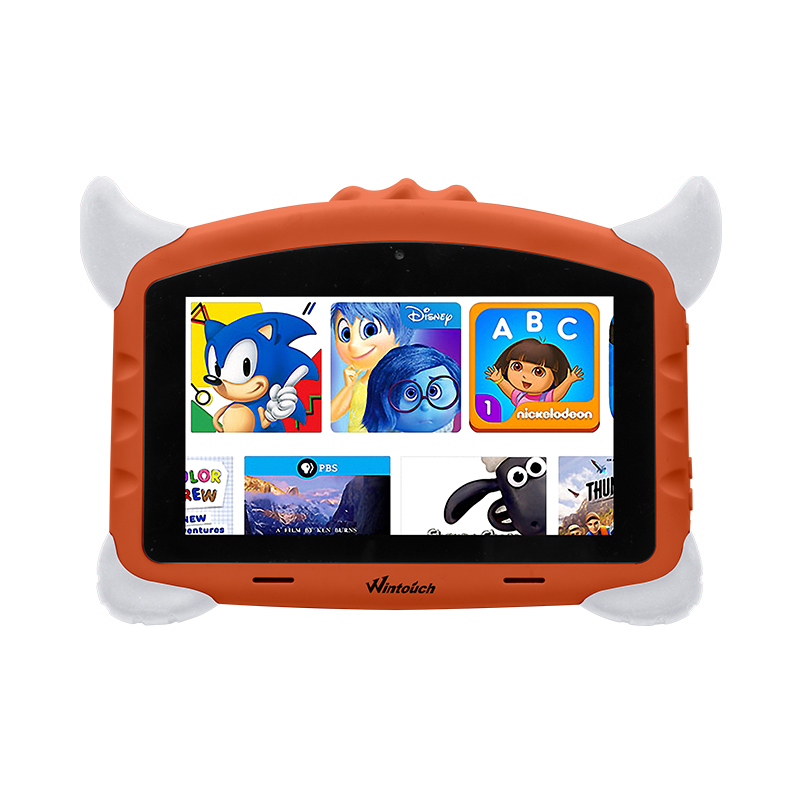 DISNEY
A B C
1
nickelodeon
PBS
A FILM BY KEN BURNS
OLOR
REW
NEW
entures
THU
Wintouch